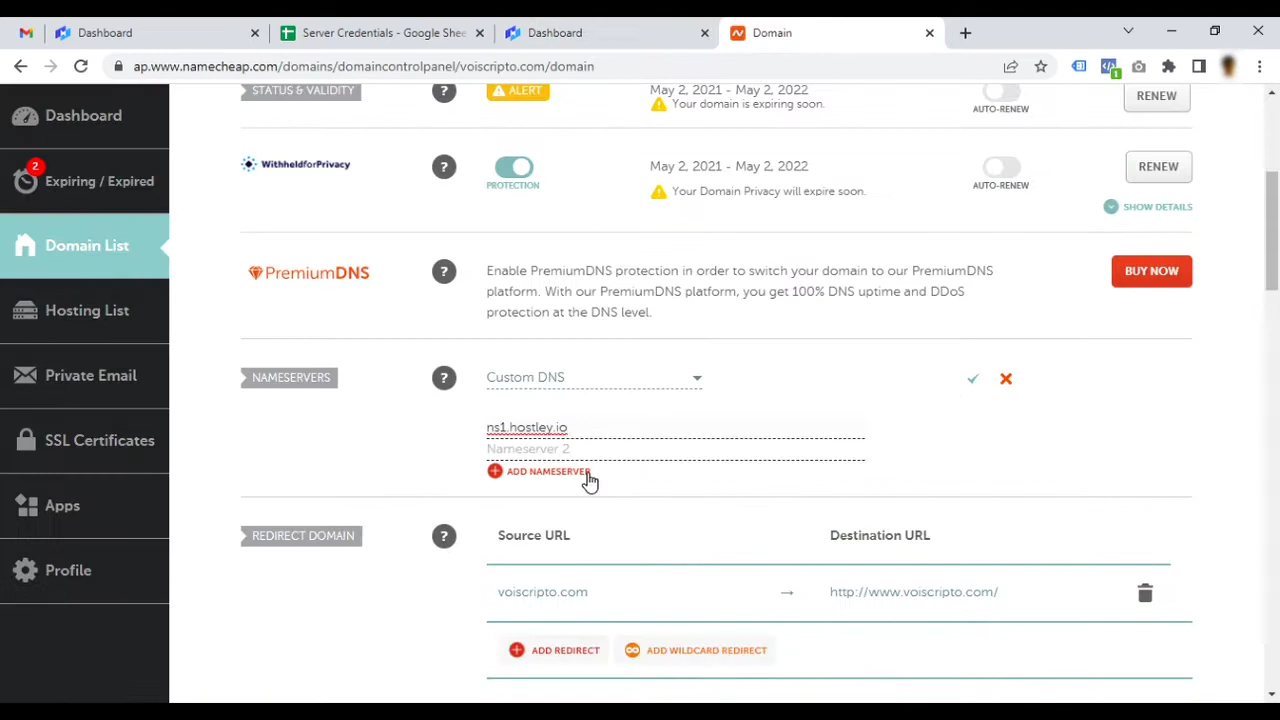 Dashboard
Server Credentials - Google Shee
Dashboard
Domain
ap.www.namecheap.com/domains/domaincontrolpanel/voiscripto.com/domain
1
Dashboard
2
Expiring / Expired
Domain List
Hosting List
Private Email
SSL Certificates
Apps
Profile
STATUS & VALIDITY
?
ALERT
May 2, 2021 - May 2, 2022
Your domain is expiring soon.
AUTO-RENEW
RENEW
WithheldforPrivacy
?
PROTECTION
May 2, 2021 - May 2, 2022
Your Domain Privacy will expire soon.
AUTO-RENEW
RENEW
SHOW DETAILS
PremiumDNS
?
Enable PremiumDNS protection in order to switch your domain to our PremiumDNS
platform. With our PremiumDNS platform, you get 100% DNS uptime and DDoS
protection at the DNS level.
BUY NOW
NAMESERVERS
?
Custom DNS
ns1.hostley.io
Nameserver 2
ADD NAMESERVER
REDIRECT DOMAIN
?
Source URL
Destination URL
voiscripto.com
→
http://www.voiscripto.com/
ADD REDIRECT
ADD WILDCARD REDIRECT